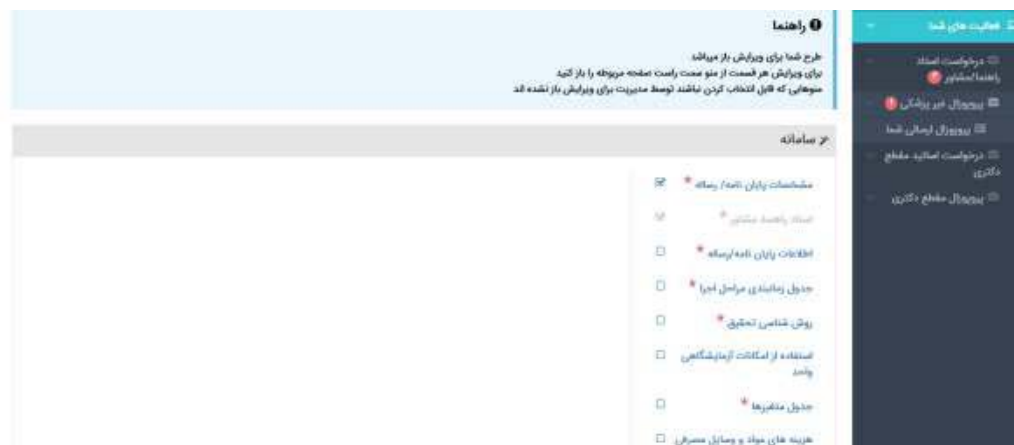 فعالیت های شما
درخواست استاد
راهنما/مشاور
پروپوزال غیر پزشکی
پروپوزال ارسالی شما
درخواست اساتید مقطع
دکتری
پروپوزال مقطع دکتری
راهنما
طرح شما برای ویرایش باز میباشد
برای ویرایش هر قسمت از منو سمت راست صفحه مربوطه را باز کنید
منوهایی که قابل انتخاب کردن نباشند توسط مدیریت برای ویرایش باز نشده اند
سامانه
مشخصات پایان نامه/ رساله *
استاد راهنما/ مشاور *
اطلاعات پایان نامه/رساله *
جدول زمانبندی مراحل اجرا *
روش شناسی تحقیق *
استفاده از امکانات آزمایشگاهی
واحد
جدول متغیرها *
هزینه های مواد و وسایل مصرفی